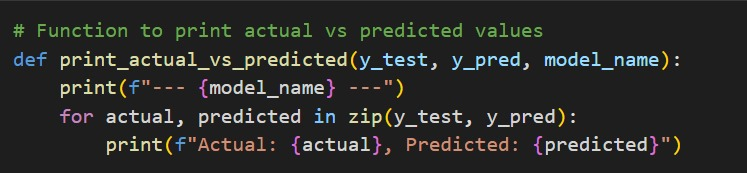 # Function to print actual vs predicted values
def print_actual_vs_predicted(y_test, y_pred, model_name):
    print(f"--- {model_name} ---")
    for actual, predicted in zip(y_test, y_pred):
        print(f"Actual: {actual}, Predicted: {predicted}")